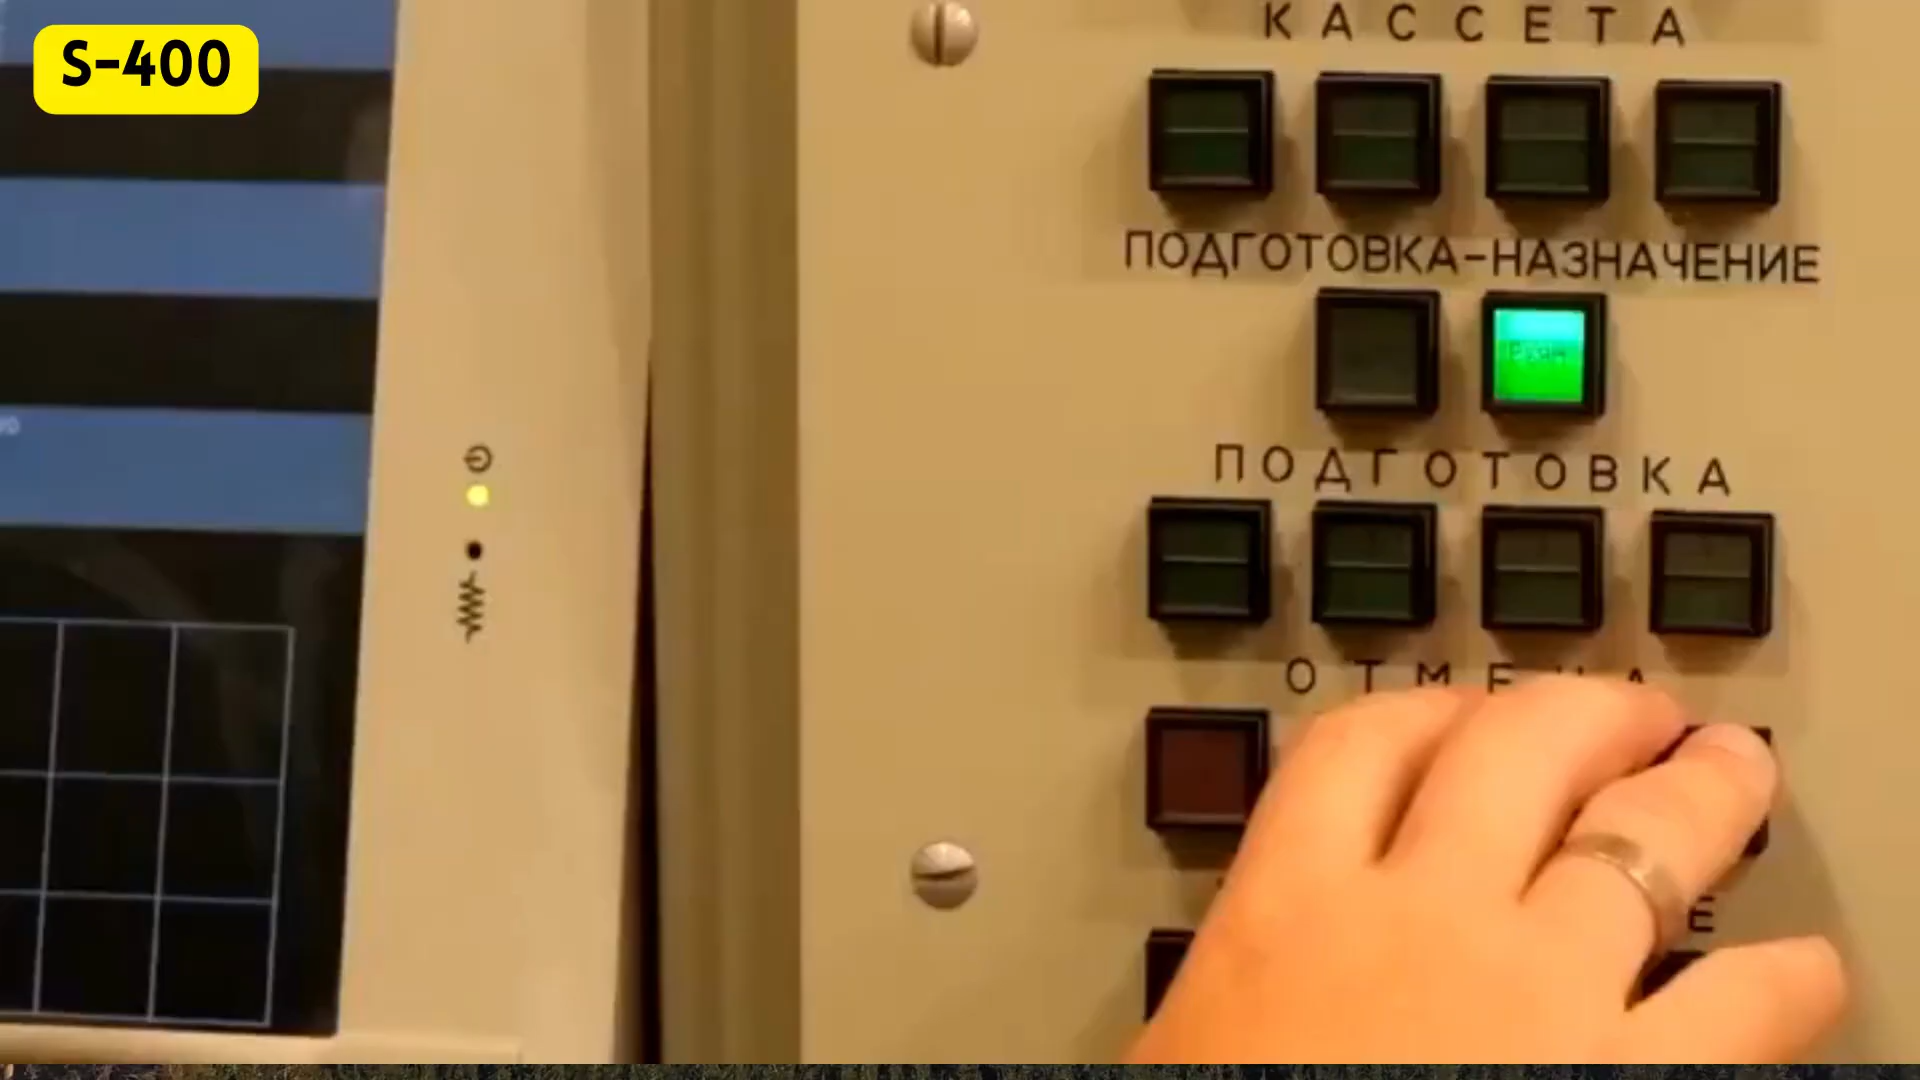 S-400
КАССЕТА
ПОДГОТОВКА-НАЗНАЧЕНИЕ
ПОДГОТОВКА
ОТМЕНА